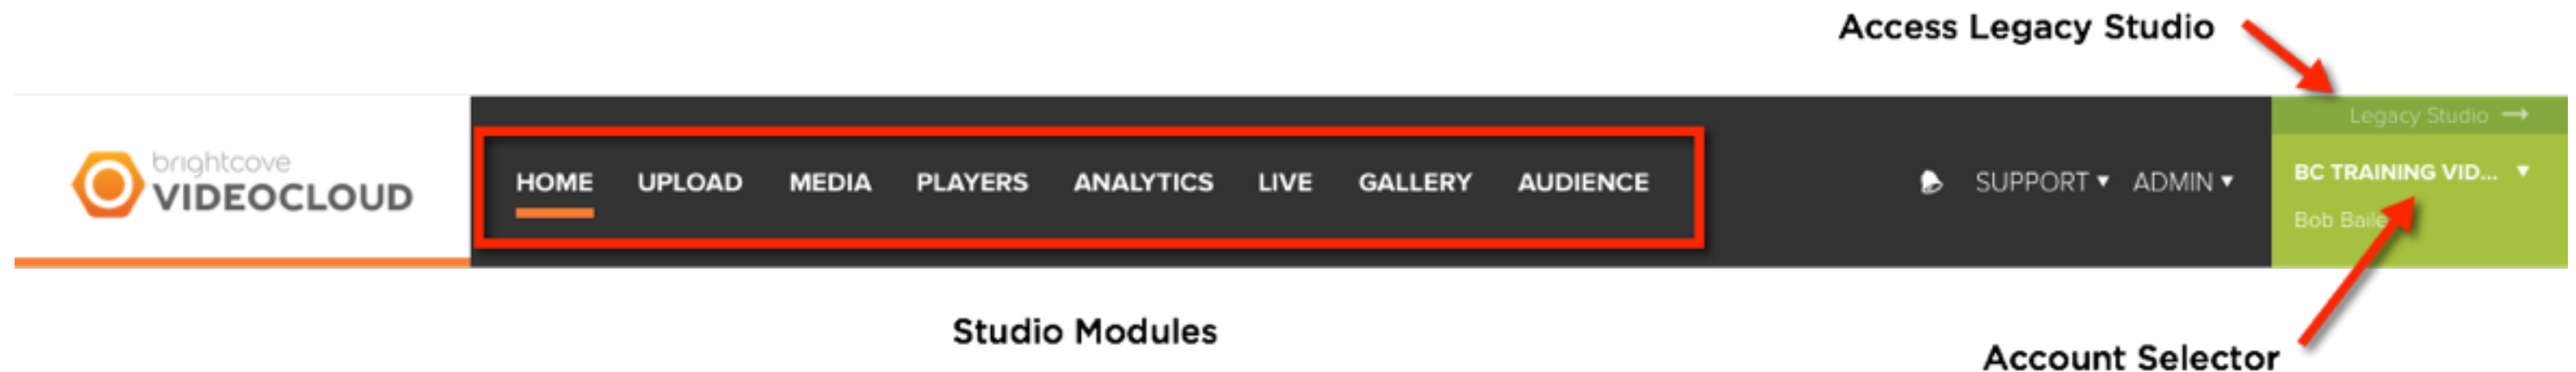 Access Legacy Studio
Legacy Studio →
brightcove
VIDEOCLOUD
HOME UPLOAD MEDIA PLAYERS ANALYTICS LIVE GALLERY AUDIENCE
SUPPORT ▼ ADMIN ▼
BC TRAINING VID... ▼
Bob
Studio Modules
Account Selector